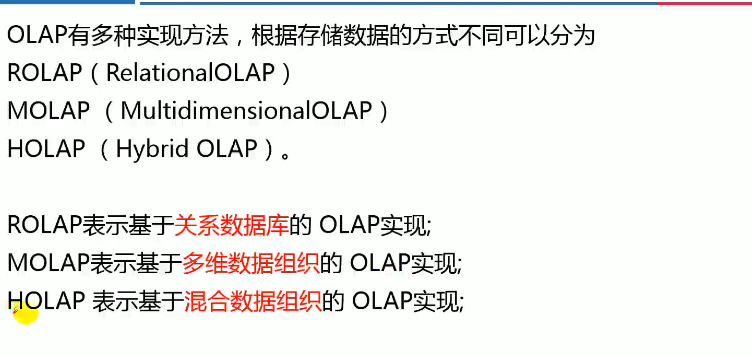 OLAP有多种实现方法，根据存储数据的方式不同可以分为
ROLAP（RelationalOLAP）
MOLAP （MultidimensionalOLAP）
HOLAP （Hybrid OLAP）。
ROLAP表示基于关系数据库的 OLAP实现;
MOLAP表示基于多维数据组织的 OLAP实现;
HOLAP 表示基于混合数据组织的 OLAP实现;